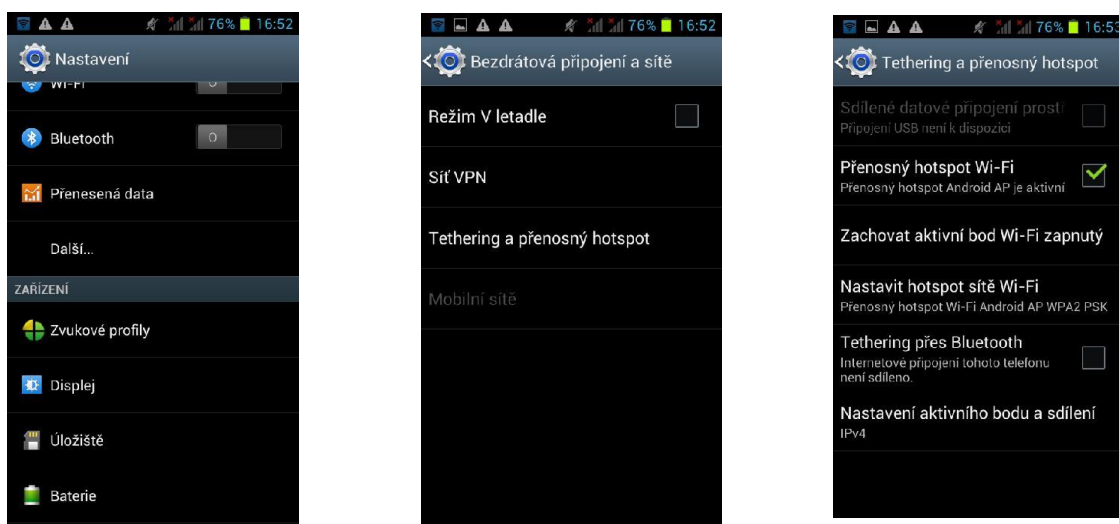 76% 16:52
Nastavení
Wi-Fi
Bluetooth
Přenesená data
Další...
ZAŘÍZENÍ
Zvukové profily
Displej
Úložiště
Baterie
76% 16:52
Bezdrátová připojení a sítě
Režim V letadle
Síť VPN
Tethering a přenosný hotspot
Mobilní sítě
76% 16:53
Tethering a přenosný hotspot
Sdílené datové připojení prostř
Připojení USB není k dispozici
Přenosný hotspot Wi-Fi
Přenosný hotspot Android AP je aktivní
Zachovat aktivní bod Wi-Fi zapnutý
Nastavit hotspot sítě Wi-Fi
Přenosný hotspot Wi-Fi Android AP WPA2 PSK
Tethering přes Bluetooth
Internetové připojení tohoto telefonu
není sdíleno.
Nastavení aktivního bodu a sdílení
IPv4